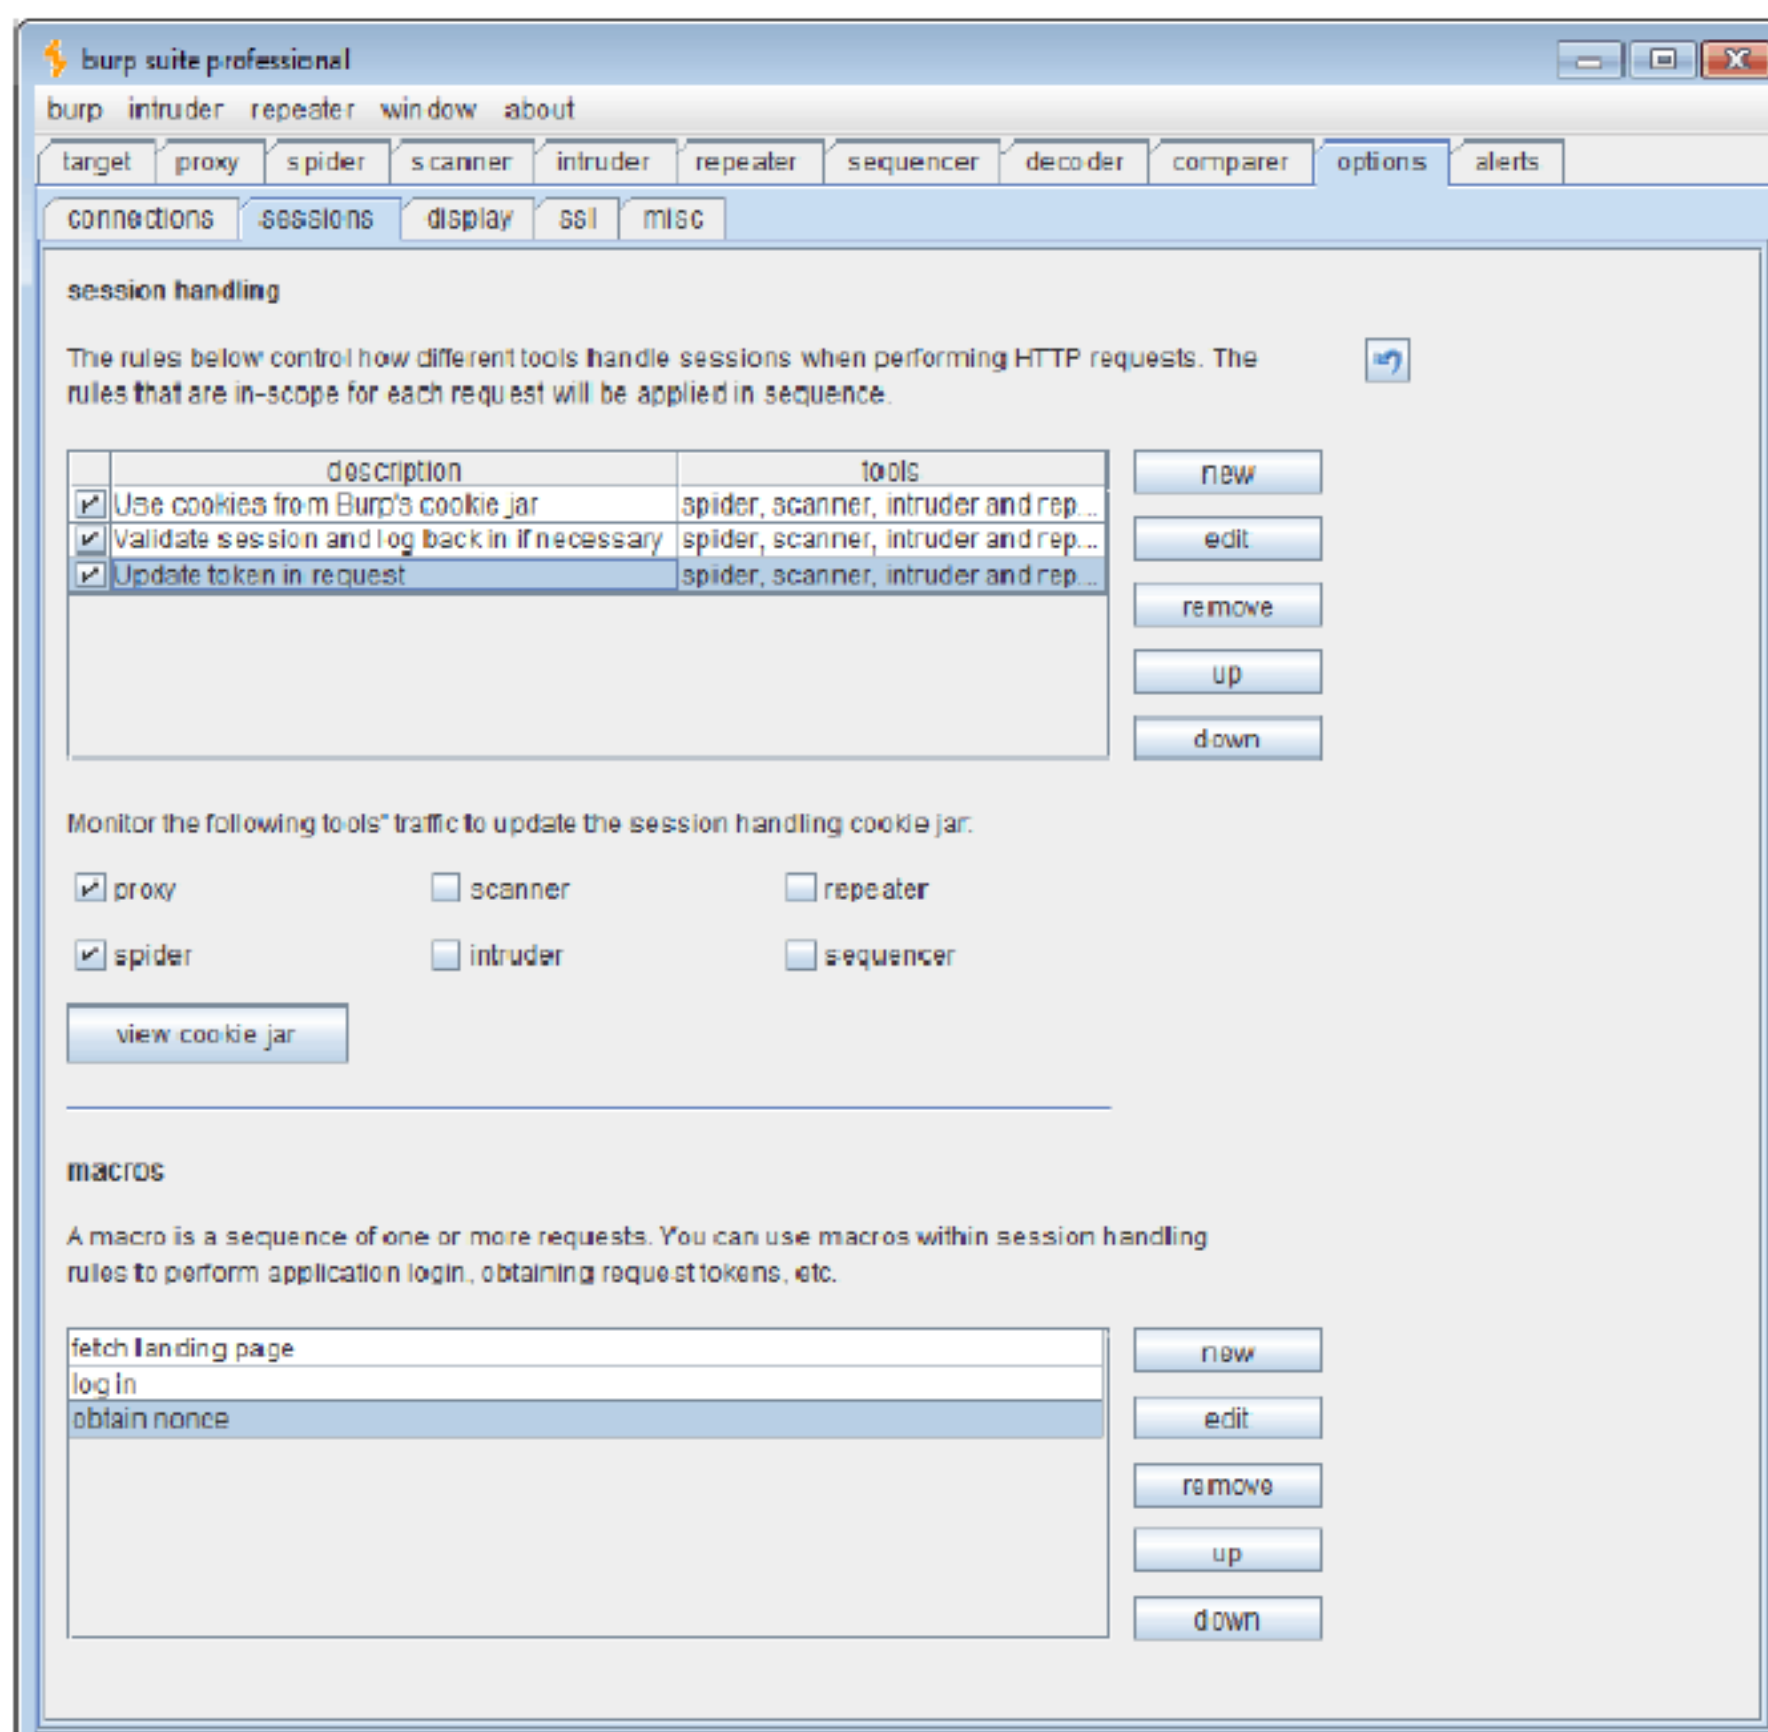 burp suite professional
burp intruder repeater window about
target proxy spider scanner intruder repeater sequencer decoder comparer options alerts
connections sessions display ssl misc
session handling
The rules below control how different tools handle sessions when performing HTTP requests. The
rules that are in-scope for each request will be applied in sequence.
description tools
Use cookies from Burp's cookie jar spider, scanner, intruder and rep...
Validate session and log back in if necessary spider, scanner, intruder and rep...
Update token in request spider, scanner, intruder and rep...
new
edit
remove
up
down
Monitor the following tools' traffic to update the session handling cookie jar:
proxy scanner repeater
spider intruder sequencer
view cookie jar
macros
A macro is a sequence of one or more requests. You can use macros within session handling
rules to perform application login, obtaining request tokens, etc.
fetch landing page
log in
obtain nonce
new
edit
remove
up
down